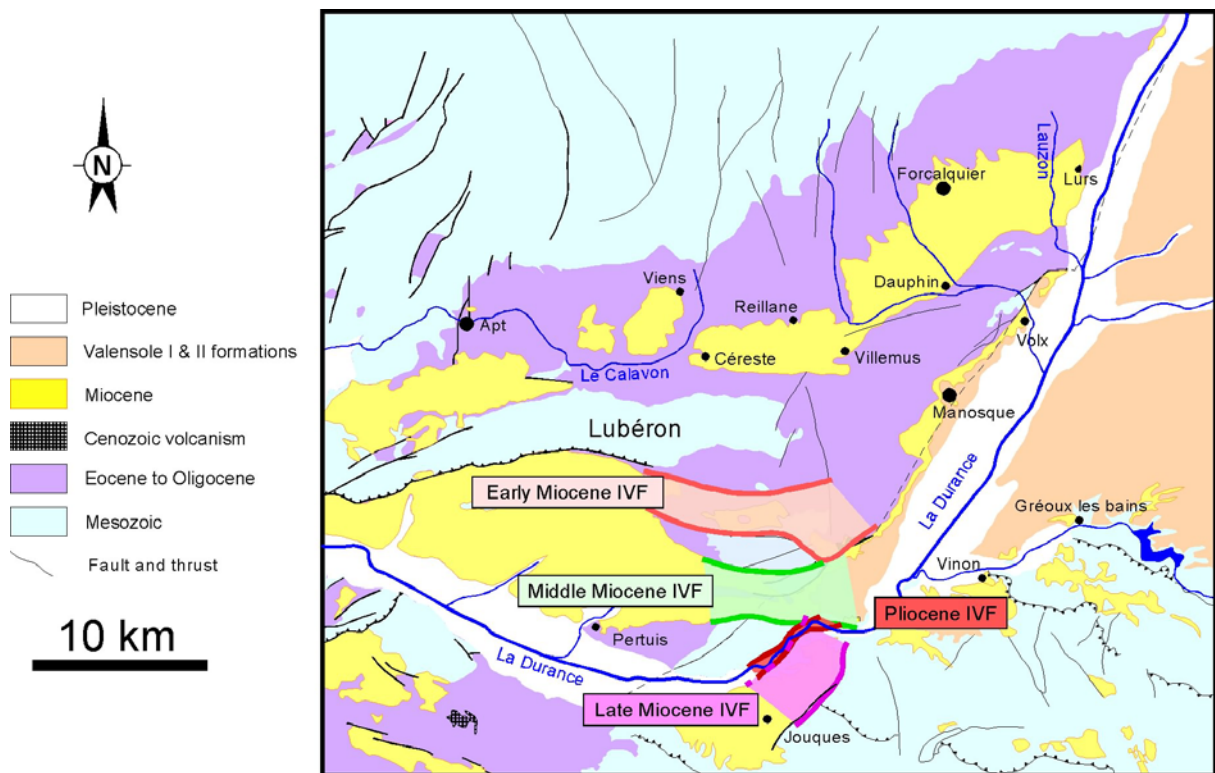 N
Pleistocene
Valensole I & II formations
Miocene
Cenozoic volcanism
Eocene to Oligocene
Mesozoic
Fault and thrust
10 km
Lauzon
Forcalquier
Lurs
Viens
Dauphin
Reillane
Apt
Volx
Céreste
Villemus
Le Calavon
Manosque
Lubéron
Early Miocene IVF
La Durance
Gréoux les bains
Vinon
Middle Miocene IVF
Pliocene IVF
Pertuis
La Durance
Late Miocene IVF
Jouques